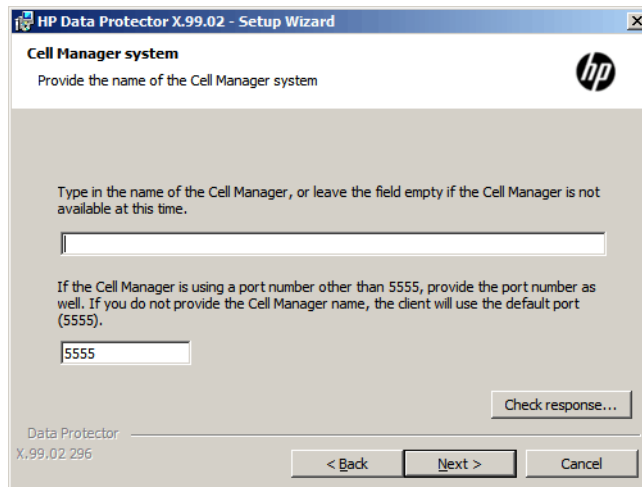 HP Data Protector X.99.02 - Setup Wizard
Cell Manager system
Provide the name of the Cell Manager system
hp
Type in the name of the Cell Manager, or leave the field empty if the Cell Manager is not
available at this time.
If the Cell Manager is using a port number other than 5555, provide the port number as
well. If you do not provide the Cell Manager name, the client will use the default port
(5555).
5555
Check response...
Data Protector
X.99.02 296
< Back
Next >
Cancel